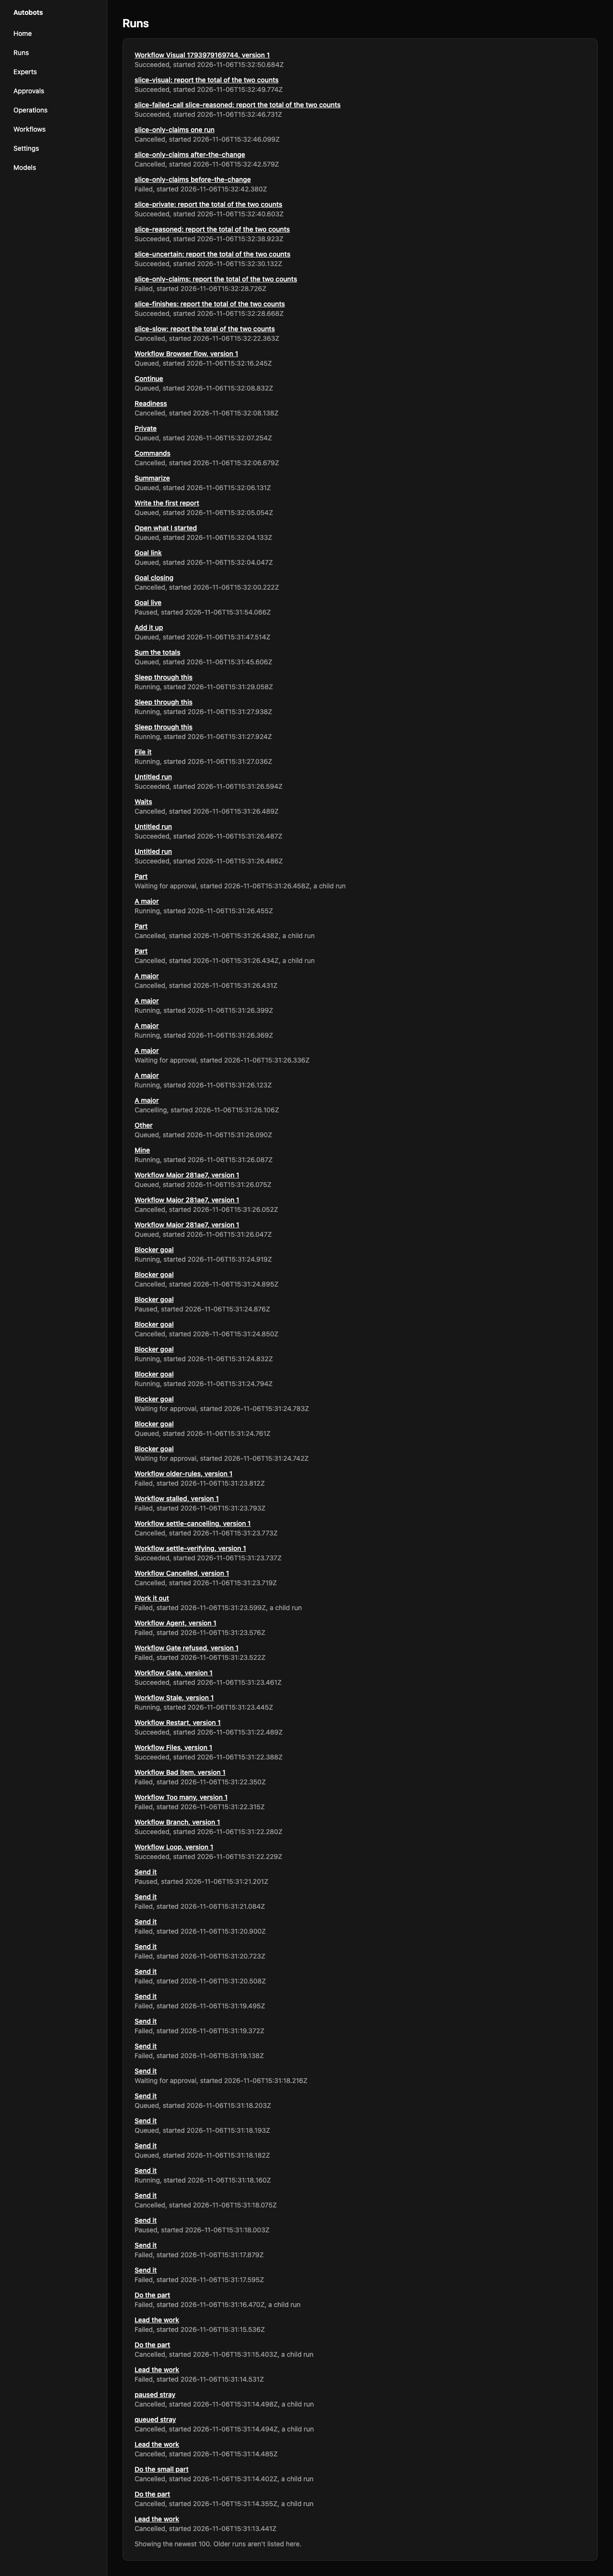 Autobots
Home
Runs
Experts
Approvals
Operations
Workflows
Settings
Models
Runs
Workflow Visual 1793979169744, version 1
Succeeded, started 2026-11-06T15:32:50.684Z
slice-visual: report the total of the two counts
Succeeded, started 2026-11-06T15:32:49.774Z
slice-failed-call slice-reasoned: report the total of the two counts
Succeeded, started 2026-11-06T15:32:46.731Z
slice-only-claims one run
Cancelled, started 2026-11-06T15:32:46.099Z
slice-only-claims after-the-change
Cancelled, started 2026-11-06T15:32:42.579Z
slice-only-claims before-the-change
Failed, started 2026-11-06T15:32:42.380Z
slice-private: report the total of the two counts
Succeeded, started 2026-11-06T15:32:40.603Z
slice-reasoned: report the total of the two counts
Succeeded, started 2026-11-06T15:32:38.923Z
slice-uncertain: report the total of the two counts
Succeeded, started 2026-11-06T15:32:30.132Z
slice-only-claims: report the total of the two counts
Failed, started 2026-11-06T15:32:28.726Z
slice-finishes: report the total of the two counts
Succeeded, started 2026-11-06T15:32:28.668Z
slice-slow: report the total of the two counts
Cancelled, started 2026-11-06T15:32:22.363Z
Workflow Browser flow, version 1
Queued, started 2026-11-06T15:32:16.245Z
Continue
Queued, started 2026-11-06T15:32:08.832Z
Readiness
Cancelled, started 2026-11-06T15:32:08.138Z
Private
Queued, started 2026-11-06T15:32:07.254Z
Commands
Cancelled, started 2026-11-06T15:32:06.679Z
Summarize
Queued, started 2026-11-06T15:32:06.131Z
Write the first report
Queued, started 2026-11-06T15:32:05.054Z
Open what I started
Queued, started 2026-11-06T15:32:04.133Z
Goal link
Queued, started 2026-11-06T15:32:04.047Z
Goal closing
Cancelled, started 2026-11-06T15:32:00.222Z
Goal live
Paused, started 2026-11-06T15:31:54.066Z
Add it up
Queued, started 2026-11-06T15:31:47.514Z
Sum the totals
Queued, started 2026-11-06T15:31:45.606Z
Sleep through this
Running, started 2026-11-06T15:31:29.058Z
Sleep through this
Running, started 2026-11-06T15:31:27.938Z
Sleep through this
Running, started 2026-11-06T15:31:27.924Z
File it
Running, started 2026-11-06T15:31:27.036Z
Untitled run
Succeeded, started 2026-11-06T15:31:26.594Z
Waits
Cancelled, started 2026-11-06T15:31:26.489Z
Untitled run
Succeeded, started 2026-11-06T15:31:26.487Z
Untitled run
Succeeded, started 2026-11-06T15:31:26.486Z
Part
Waiting for approval, started 2026-11-06T15:31:26.458Z, a child run
A major
Running, started 2026-11-06T15:31:26.455Z
Part
Cancelled, started 2026-11-06T15:31:26.438Z, a child run
Part
Cancelled, started 2026-11-06T15:31:26.434Z, a child run
A major
Cancelled, started 2026-11-06T15:31:26.431Z
A major
Running, started 2026-11-06T15:31:26.399Z
A major
Running, started 2026-11-06T15:31:26.369Z
A major
Waiting for approval, started 2026-11-06T15:31:26.336Z
A major
Running, started 2026-11-06T15:31:26.123Z
A major
Cancelling, started 2026-11-06T15:31:26.106Z
Other
Queued, started 2026-11-06T15:31:26.090Z
Mine
Running, started 2026-11-06T15:31:26.087Z
Workflow Major 281ae7, version 1
Queued, started 2026-11-06T15:31:26.075Z
Workflow Major 281ae7, version 1
Cancelled, started 2026-11-06T15:31:26.052Z
Workflow Major 281ae7, version 1
Queued, started 2026-11-06T15:31:26.047Z
Blocker goal
Running, started 2026-11-06T15:31:24.919Z
Blocker goal
Cancelled, started 2026-11-06T15:31:24.895Z
Blocker goal
Paused, started 2026-11-06T15:31:24.876Z
Blocker goal
Cancelled, started 2026-11-06T15:31:24.850Z
Blocker goal
Running, started 2026-11-06T15:31:24.832Z
Blocker goal
Running, started 2026-11-06T15:31:24.794Z
Blocker goal
Waiting for approval, started 2026-11-06T15:31:24.783Z
Blocker goal
Queued, started 2026-11-06T15:31:24.761Z
Blocker goal
Waiting for approval, started 2026-11-06T15:31:24.742Z
Workflow older-rules, version 1
Failed, started 2026-11-06T15:31:23.812Z
Workflow stalled, version 1
Failed, started 2026-11-06T15:31:23.793Z
Workflow settle-cancelling, version 1
Cancelled, started 2026-11-06T15:31:23.773Z
Workflow settle-verifying, version 1
Succeeded, started 2026-11-06T15:31:23.737Z
Workflow Cancelled, version 1
Cancelled, started 2026-11-06T15:31:23.719Z
Work it out
Failed, started 2026-11-06T15:31:23.599Z, a child run
Workflow Agent, version 1
Failed, started 2026-11-06T15:31:23.576Z
Workflow Gate refused, version 1
Failed, started 2026-11-06T15:31:23.522Z
Workflow Gate, version 1
Succeeded, started 2026-11-06T15:31:23.461Z
Workflow Stale, version 1
Running, started 2026-11-06T15:31:23.445Z
Workflow Restart, version 1
Succeeded, started 2026-11-06T15:31:22.489Z
Workflow Files, version 1
Succeeded, started 2026-11-06T15:31:22.388Z
Workflow Bad item, version 1
Failed, started 2026-11-06T15:31:22.350Z
Workflow Too many, version 1
Failed, started 2026-11-06T15:31:22.315Z
Workflow Branch, version 1
Succeeded, started 2026-11-06T15:31:22.280Z
Workflow Loop, version 1
Succeeded, started 2026-11-06T15:31:22.229Z
Send it
Paused, started 2026-11-06T15:31:21.201Z
Send it
Failed, started 2026-11-06T15:31:21.084Z
Send it
Failed, started 2026-11-06T15:31:20.900Z
Send it
Failed, started 2026-11-06T15:31:20.723Z
Send it
Failed, started 2026-11-06T15:31:20.508Z
Send it
Failed, started 2026-11-06T15:31:19.495Z
Send it
Failed, started 2026-11-06T15:31:19.372Z
Send it
Failed, started 2026-11-06T15:31:19.138Z
Send it
Waiting for approval, started 2026-11-06T15:31:18.216Z
Send it
Queued, started 2026-11-06T15:31:18.203Z
Send it
Queued, started 2026-11-06T15:31:18.193Z
Send it
Queued, started 2026-11-06T15:31:18.182Z
Send it
Running, started 2026-11-06T15:31:18.160Z
Send it
Cancelled, started 2026-11-06T15:31:18.075Z
Send it
Paused, started 2026-11-06T15:31:18.003Z
Send it
Failed, started 2026-11-06T15:31:17.879Z
Send it
Failed, started 2026-11-06T15:31:17.595Z
Do the part
Failed, started 2026-11-06T15:31:16.470Z, a child run
Lead the work
Failed, started 2026-11-06T15:31:15.536Z
Do the part
Cancelled, started 2026-11-06T15:31:15.403Z, a child run
Lead the work
Failed, started 2026-11-06T15:31:14.531Z
paused stray
Cancelled, started 2026-11-06T15:31:14.498Z, a child run
queued stray
Cancelled, started 2026-11-06T15:31:14.494Z, a child run
Lead the work
Cancelled, started 2026-11-06T15:31:14.485Z
Do the small part
Cancelled, started 2026-11-06T15:31:14.402Z, a child run
Do the part
Cancelled, started 2026-11-06T15:31:14.355Z, a child run
Lead the work
Cancelled, started 2026-11-06T15:31:13.441Z
Showing the newest 100. Older runs aren't listed here.